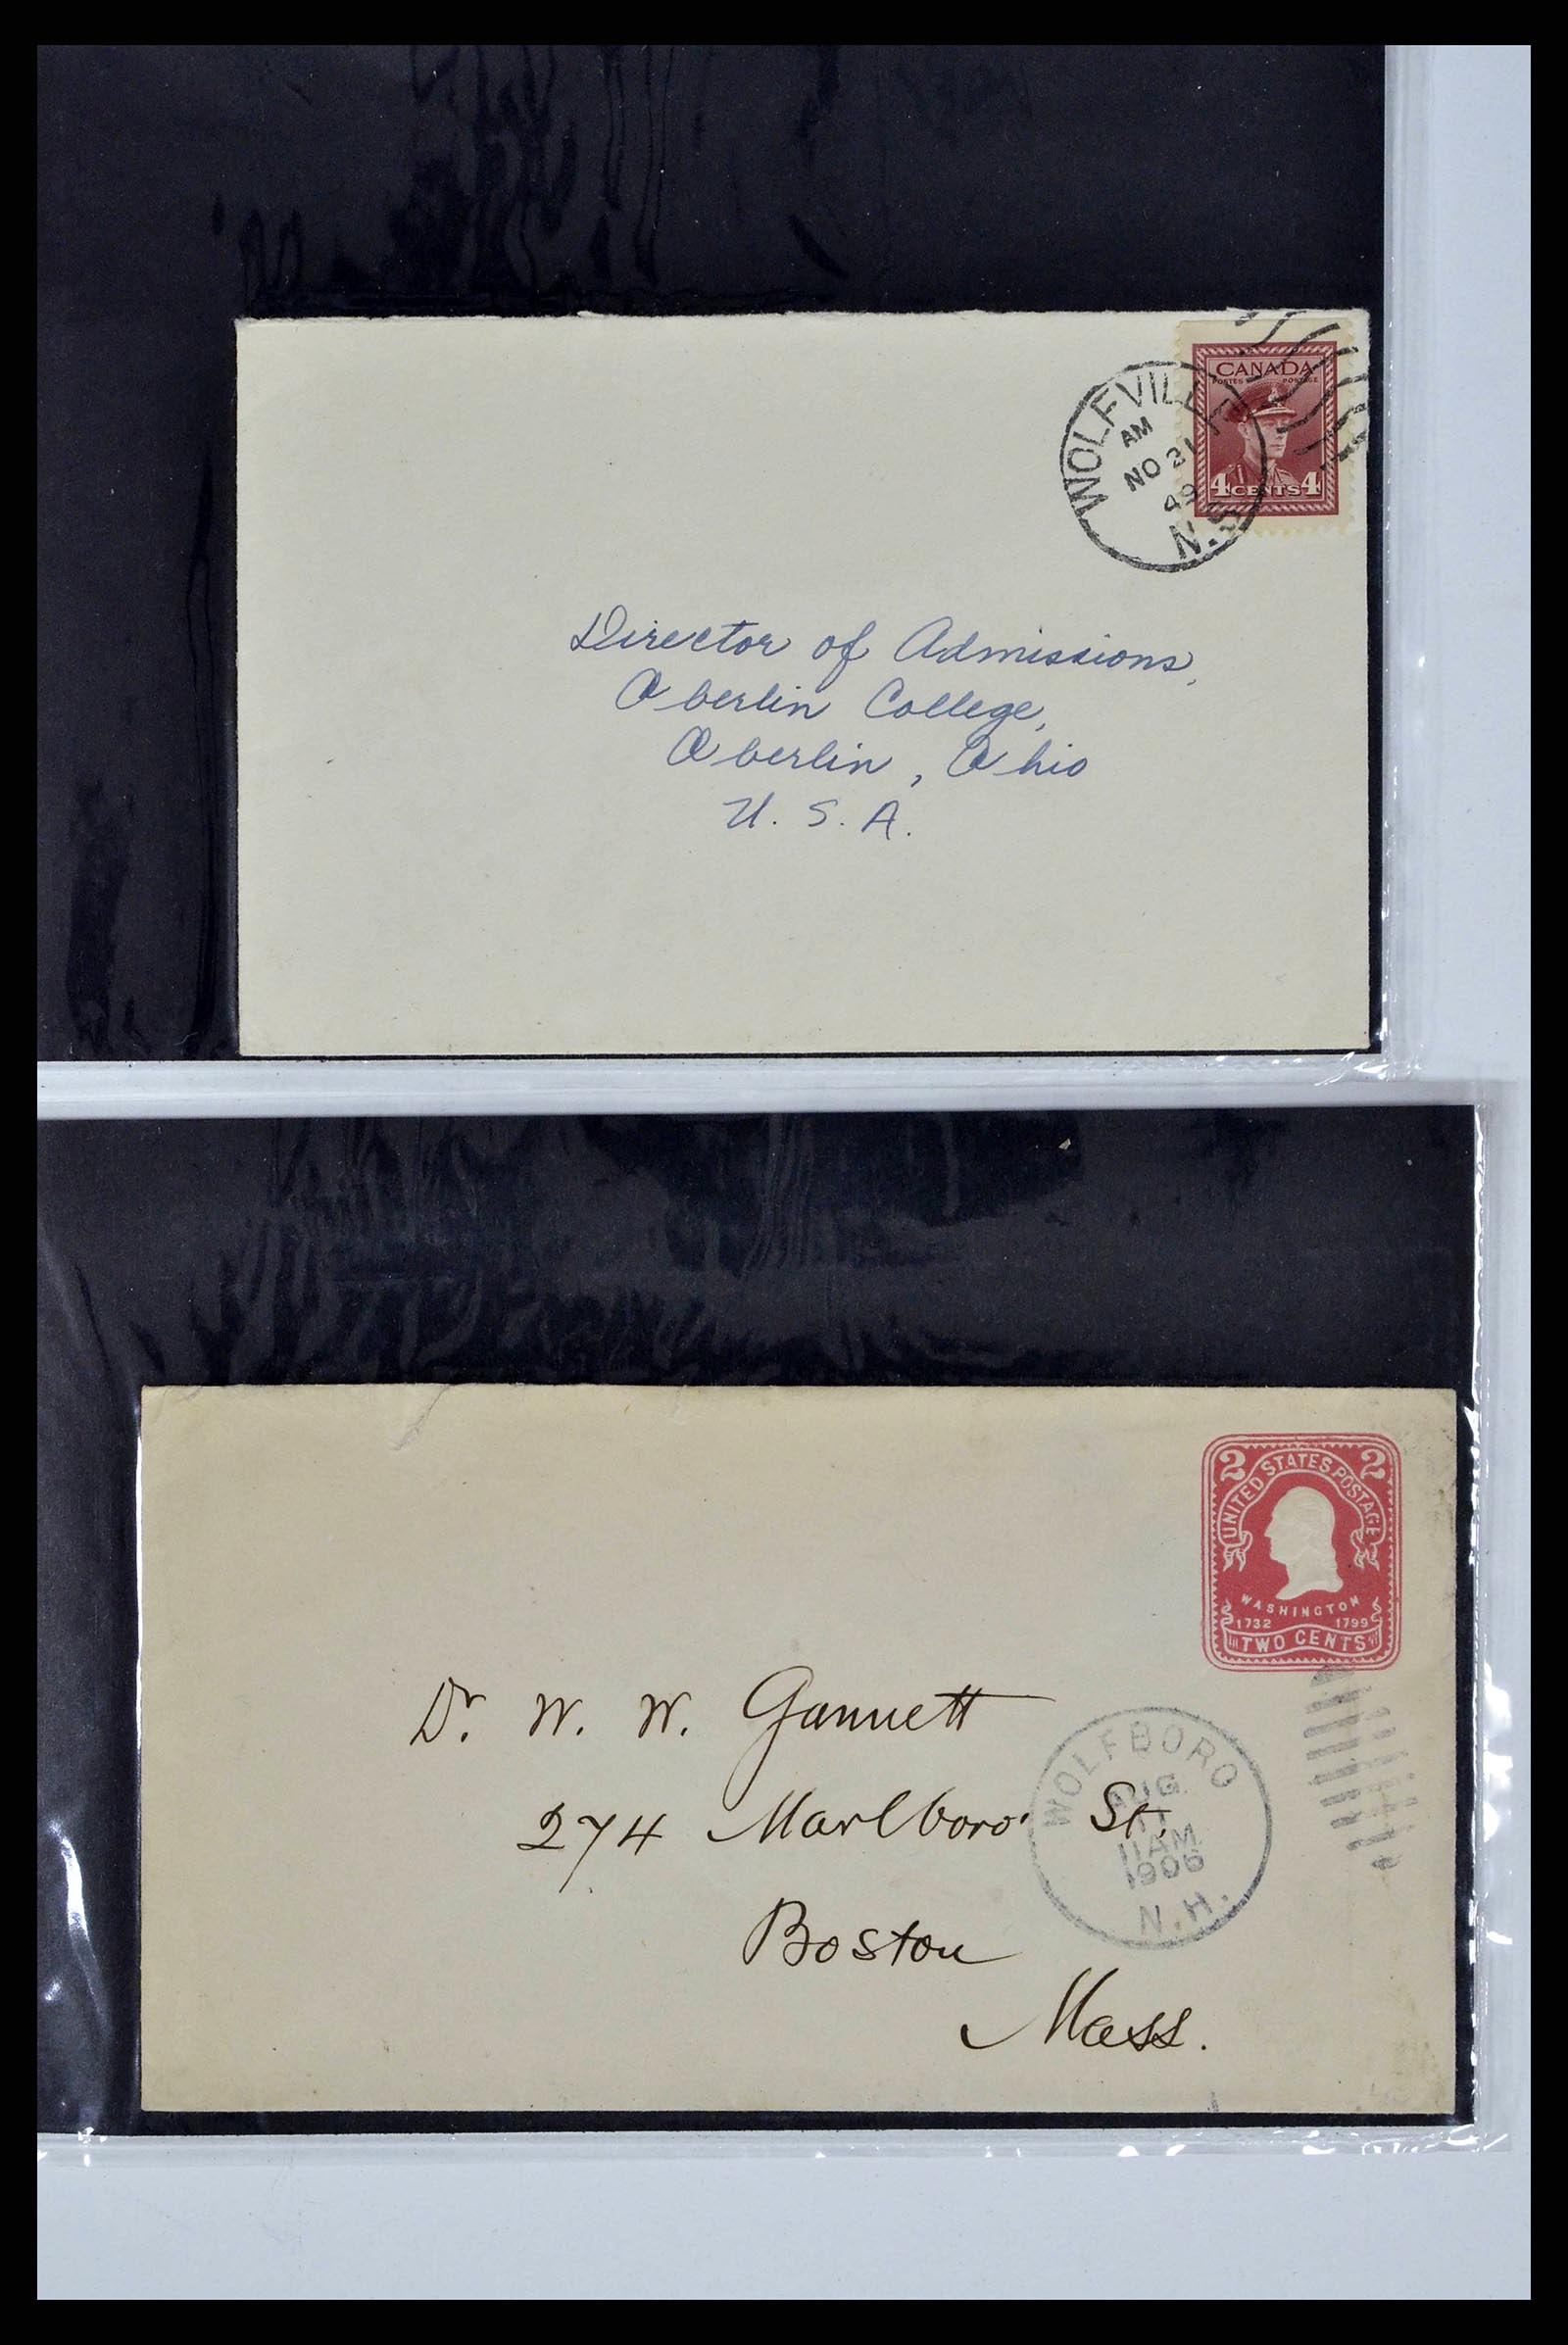 CANADA
POSTES POSTAGE
4 CENTS 4
WOLFVILLE
AM
NO 21
49
N.S.
Director of Admissions,
Oberlin College,
Oberlin, Ohio
U. S. A.
2 2
UNITED STATES POSTAGE
WASHINGTON
1732 1799
TWO CENTS
Dr. W. W. Gannett
274 Marlboro' St.
Boston
Mass.
WOLFBORO
AUG
11
11AM
1906
N.H.